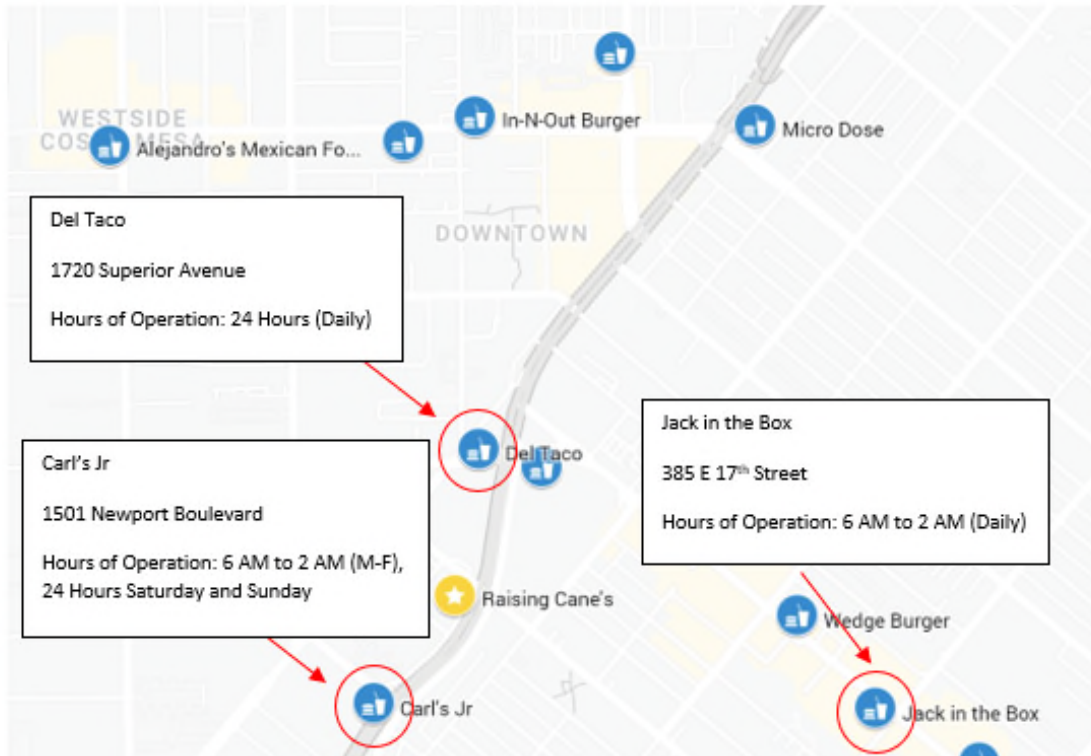 WESTSIDE
COSTA MESA
Alejandro's Mexican Fo...
In-N-Out Burger
Micro Dose
DOWNTOWN
Del Taco
1720 Superior Avenue
Hours of Operation: 24 Hours (Daily)
Del Taco
Jack in the Box
385 E 17th Street
Hours of Operation: 6 AM to 2 AM (Daily)
Carl's Jr
1501 Newport Boulevard
Hours of Operation: 6 AM to 2 AM (M-F),
24 Hours Saturday and Sunday
Raising Cane's
Wedge Burger
Carl's Jr
Jack in the Box